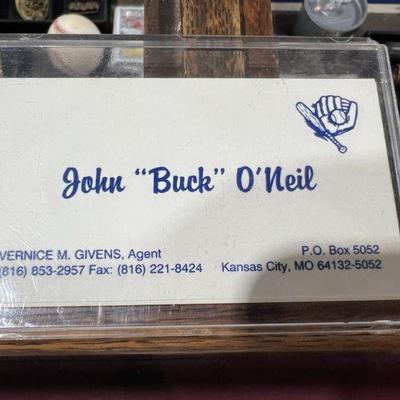 John "Buck" O'Neil
VERNICE M. GIVENS, Agent
(816) 853-2957 Fax: (816) 221-8424
P.O. Box 5052
Kansas City, MO 64132-5052